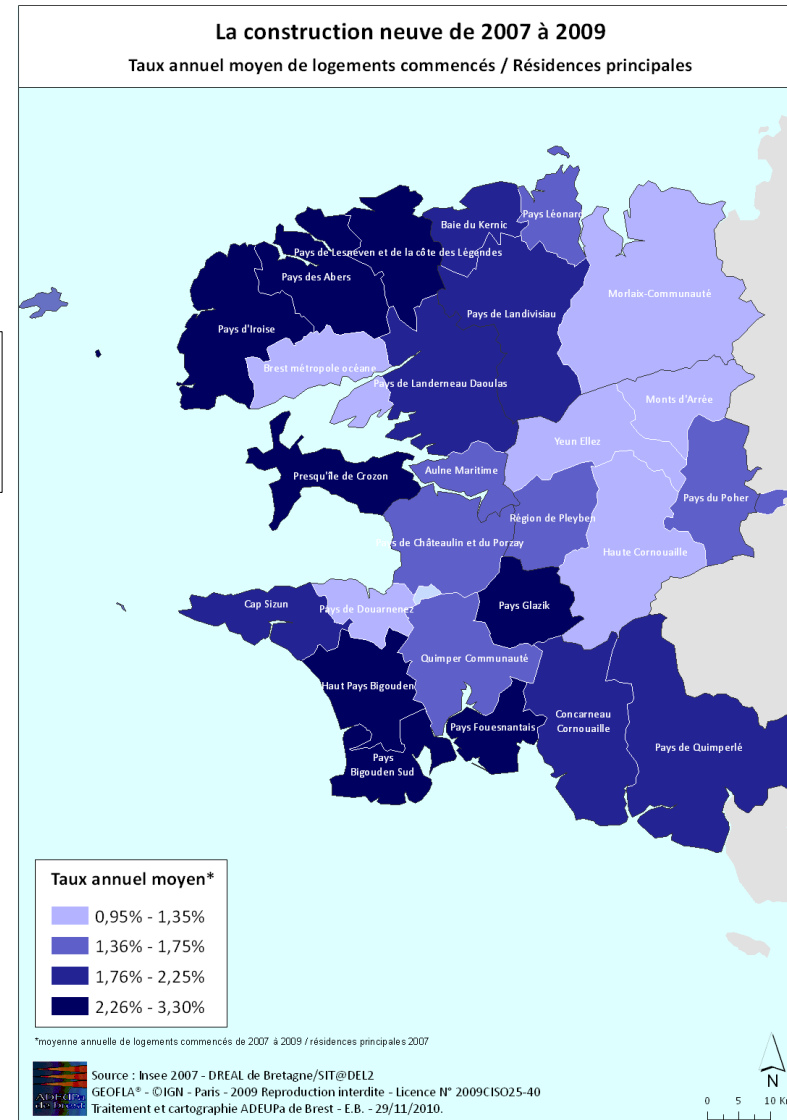 La construction neuve de 2007 à 2009
Taux annuel moyen de logements commencés / Résidences principales
Baie du Kernic
Pays Léonard
Pays de Lesneven et de la côte des Légendes
Pays des Abers
Morlaix-Communauté
Pays de Landivisiau
Pays d'Iroise
Brest métropole océane
Pays de Landerneau Daoulas
Monts d'Arrée
Yeun Ellez
Aulne Maritime
Presqu'île de Crozon
Pays du Poher
Région de Pleyben
Pays de Châteaulin et du Porzay
Haute Cornouaille
Cap Sizun
Pays de Douarnenez
Pays Glazik
Quimper Communauté
Haut Pays Bigouden
Concarneau
Cornouaille
Pays Fouesnantais
Pays de Quimperlé
Pays
Bigouden Sud
Taux annuel moyen*
0,95% - 1,35%
1,36% - 1,75%
1,76% - 2,25%
2,26% - 3,30%
*moyenne annuelle de logements commencés de 2007 à 2009 / résidences principales 2007
ADEUPa
de Brest
Source : Insee 2007 - DREAL de Bretagne/SIT@DEL2
GEOFLA® - ©IGN - Paris - 2009 Reproduction interdite - Licence N° 2009CISO25-40
Traitement et cartographie ADEUPa de Brest - E.B. - 29/11/2010.
N
0 5 10 K